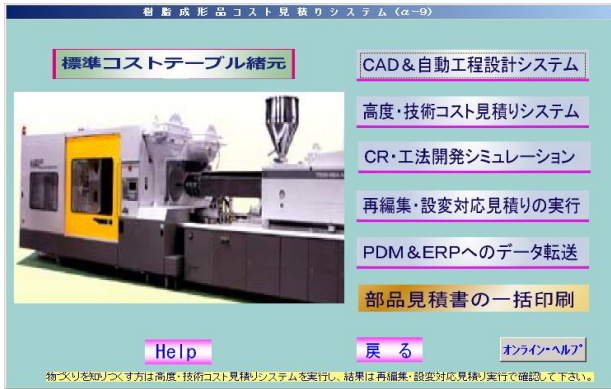 樹脂成形品コスト見積りシステム(α-9)
標準コストテーブル緒元
CAD&自動工程設計システム
高度・技術コスト見積りシステム
CR・工法開発シミュレーション
再編集・設変対応見積りの実行
PDM&ERPへのデータ転送
部品見積書の一括印刷
Help
戻る
オンライン・ヘルプ
物づくりを知りつくす方は高度・技術コスト見積りシステムを実行し、結果は再編集・設変対応見積り実行で確認して下さい。